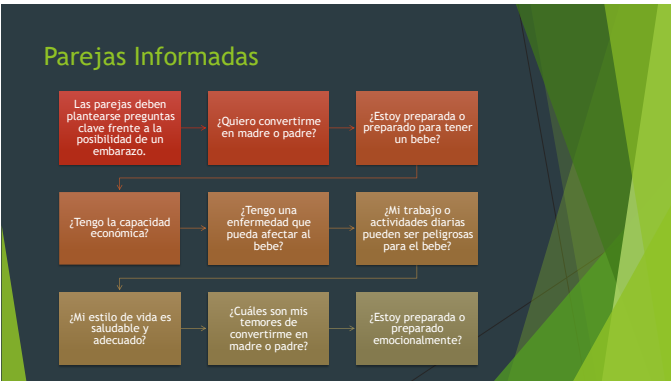 Parejas Informadas
Las parejas deben
plantearse preguntas
clave frente a la
posibilidad de un
embarazo.
¿Quiero convertirme
en madre o padre?
¿Estoy preparada o
preparado para tener
un bebe?
¿Tengo la capacidad
económica?
¿Tengo una
enfermedad que
pueda afectar al
bebe?
¿Mi trabajo o
actividades diarias
pueden ser peligrosas
para el bebe?
¿Mi estilo de vida es
saludable y
adecuado?
¿Cuáles son mis
temores de
convertirme en
madre o padre?
¿Estoy preparada o
preparado
emocionalmente?